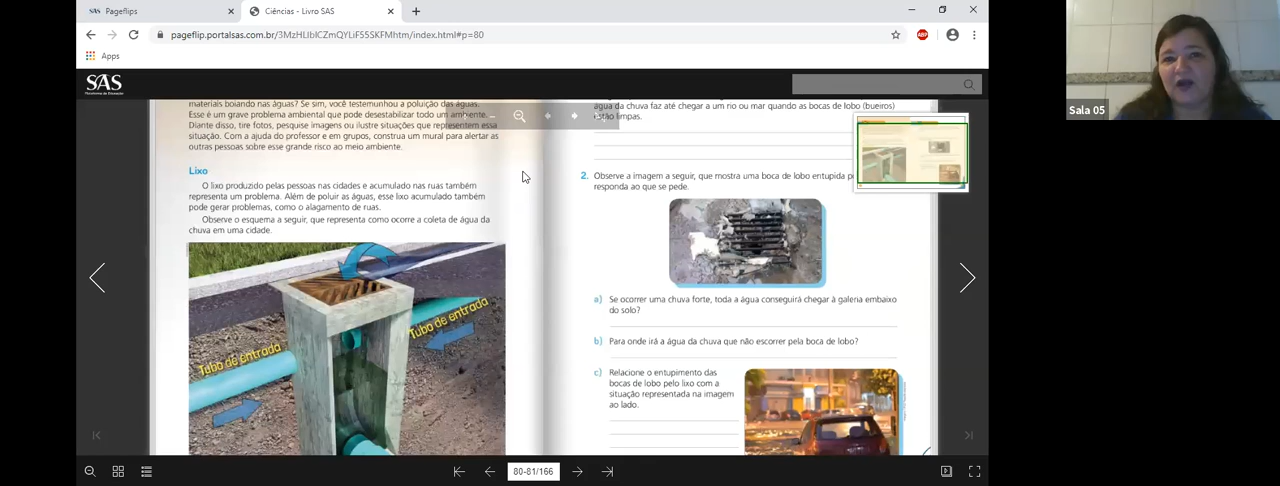 Pageflips
Ciências - Livro SAS
pageflip.portalsas.com.br/
ABP
Apps
SAS
Sala 05
materiais boiando nas águas? Se sim, você testemunhou a poluição das águas.
Esse é um grave problema ambiental que pode desestabilizar todo um ambiente.
Diante disso, tire fotos, pesquise imagens ou ilustre situações que representem essa
situação. Com a ajuda do professor e em grupos, construa um mural para alertar as
outras pessoas sobre esse grande risco ao meio ambiente.
Lixo
O lixo produzido pelas pessoas nas cidades e acumulado nas ruas também
representa um problema. Além de poluir as águas, esse lixo acumulado também
pode gerar problemas, como o alagamento de ruas.
Observe o esquema a seguir, que representa como ocorre a coleta de água da
chuva em uma cidade.
Tubo de entrada
Tubo de entrada
água da chuva faz até chegar a um rio ou mar quando as bocas de lobo (bueiros)
estão limpas.
2. Observe a imagem a seguir, que mostra uma boca de lobo entupida
responda ao que se pede.
a) Se ocorrer uma chuva forte, toda a água conseguirá chegar à galeria embaixo
do solo?
b) Para onde irá a água da chuva que não escorrer pela boca de lobo?
c) Relacione o entupimento das
bocas de lobo pelo lixo com a
situação representada na imagem
ao lado.
80-81/166